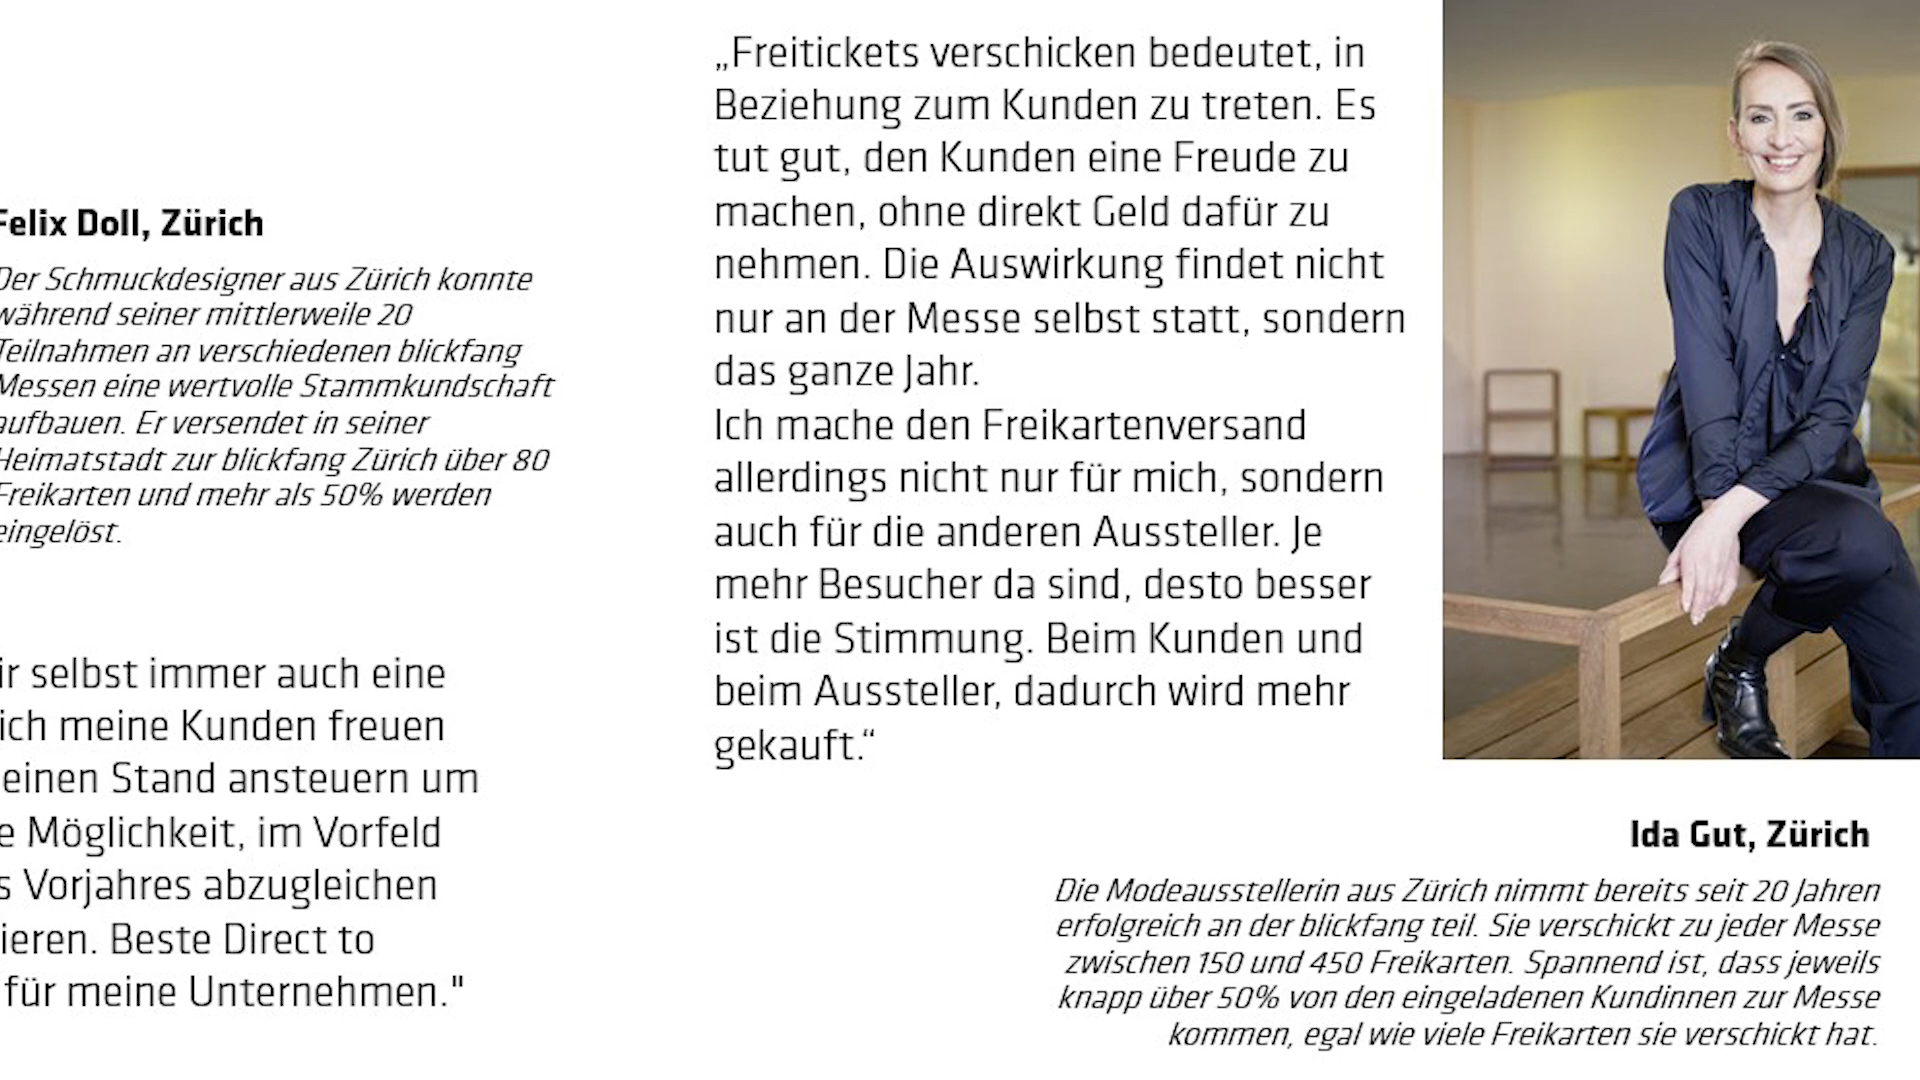 Felix Doll, Zürich
Der Schmuckdesigner aus Zürich konnte
während seiner mittlerweile 20
Teilnahmen an verschiedenen blickfang
Messen eine wertvolle Stammkundschaft
aufbauen. Er versendet in seiner
Heimatstadt zur blickfang Zürich über 80
Freikarten und mehr als 50% werden
eingelöst.
ir selbst immer auch eine
ich meine Kunden freuen
einen Stand ansteuern um
e Möglichkeit, im Vorfeld
s Vorjahres abzugleichen
ieren. Beste Direct to
für meine Unternehmen."
„Freitickets verschicken bedeutet, in
Beziehung zum Kunden zu treten. Es
tut gut, den Kunden eine Freude zu
machen, ohne direkt Geld dafür zu
nehmen. Die Auswirkung findet nicht
nur an der Messe selbst statt, sondern
das ganze Jahr.
Ich mache den Freikartenversand
allerdings nicht nur für mich, sondern
auch für die anderen Aussteller. Je
mehr Besucher da sind, desto besser
ist die Stimmung. Beim Kunden und
beim Aussteller, dadurch wird mehr
gekauft.“
Ida Gut, Zürich
Die Modeausstellerin aus Zürich nimmt bereits seit 20 Jahren
erfolgreich an der blickfang teil. Sie verschickt zu jeder Messe
zwischen 150 und 450 Freikarten. Spannend ist, dass jeweils
knapp über 50% von den eingeladenen Kundinnen zur Messe
kommen, egal wie viele Freikarten sie verschickt hat.